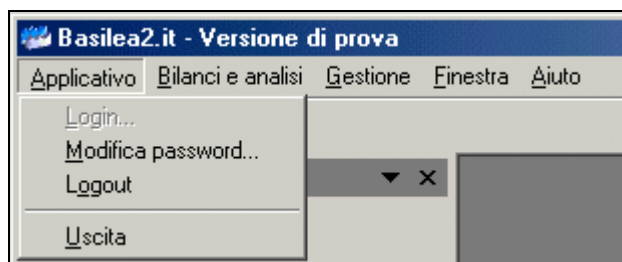 Basilea2.it - Versione di prova
Applicativo Bilanci e analisi Gestione Finestra Aiuto
Login...
Modifica password...
Logout
Uscita